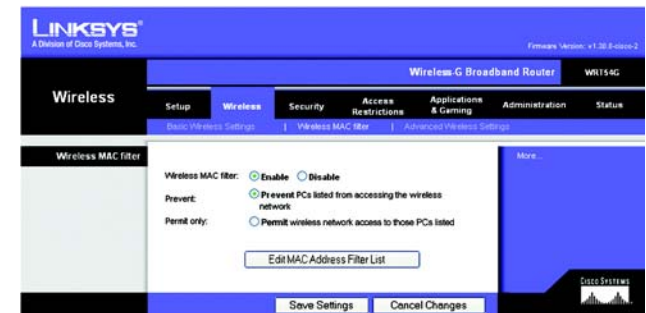 LINKSYS®
A Division of Cisco Systems, Inc.
Firmware Version: v1.30.0-cisco-2
Wireless-G Broadband Router WRT54G
Wireless
Setup Wireless Security Access Restrictions Applications & Gaming Administration Status
Basic Wireless Settings | Wireless MAC filter | Advanced Wireless Settings
Wireless MAC filter
More...
Wireless MAC filter: Enable Disable
Prevent: Prevent PCs listed from accessing the wireless
network
Permit only: Permit wireless network access to those PCs listed
Edit MAC Address Filter List
CISCO SYSTEMS
Save Settings Cancel Changes